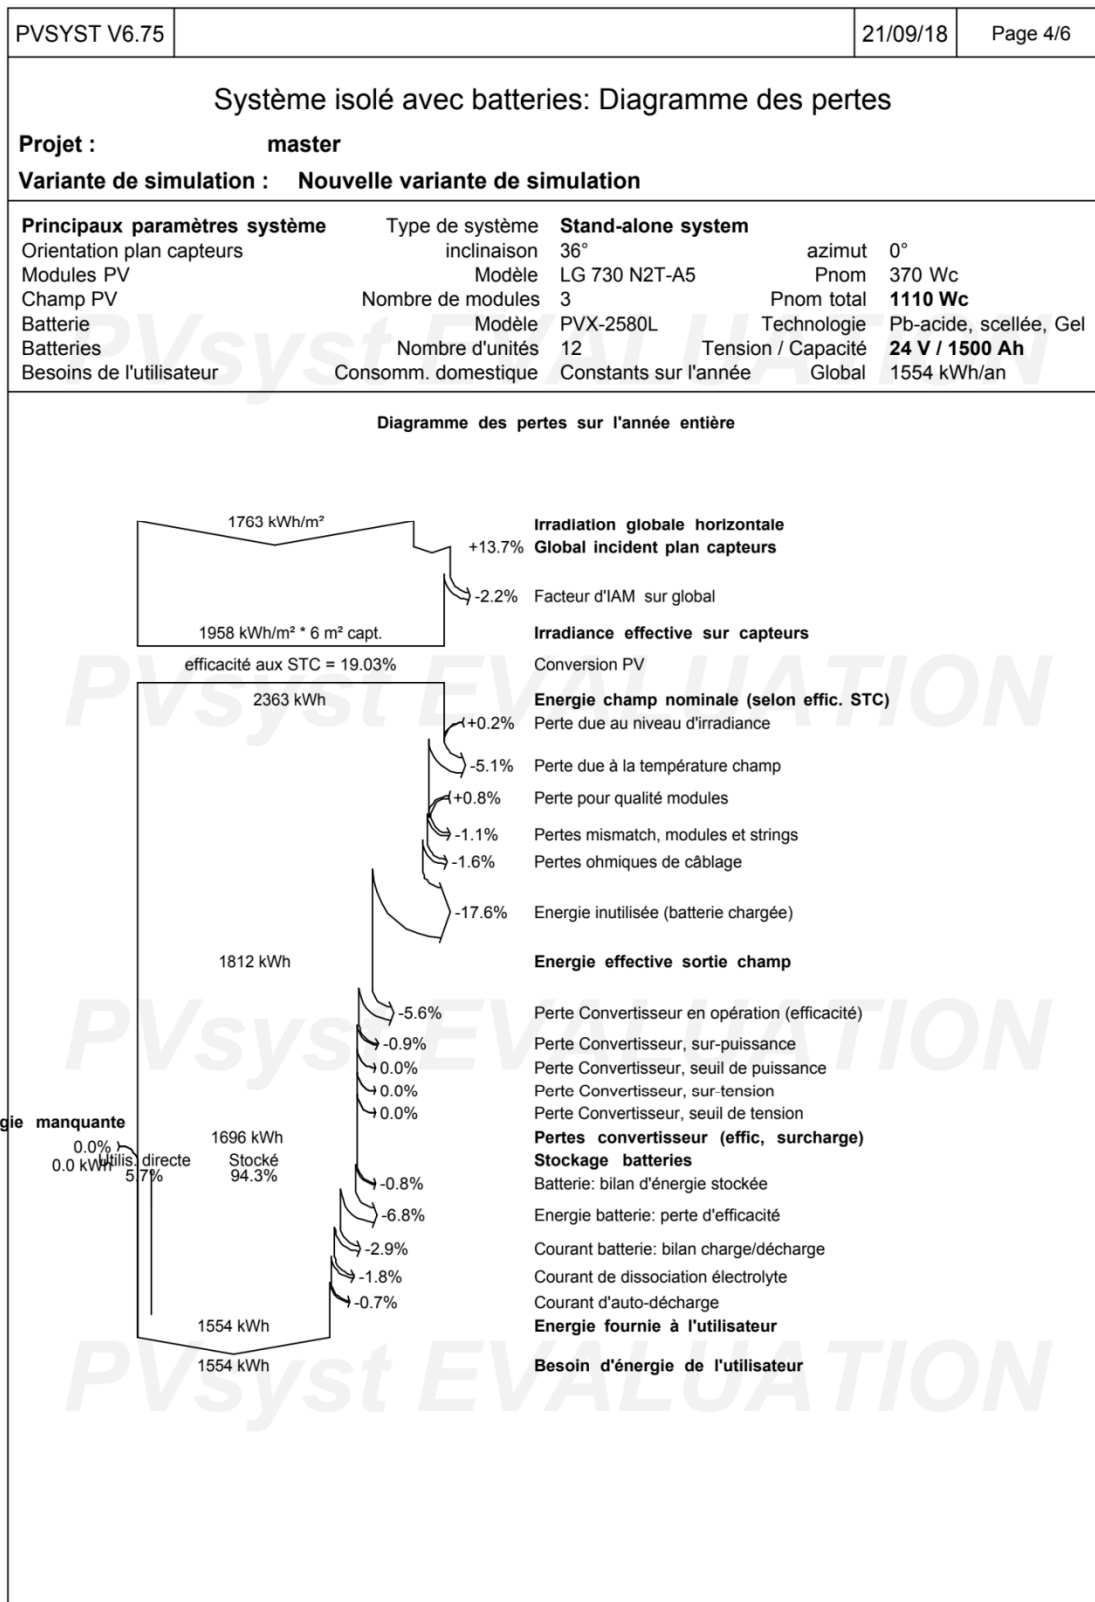 PVSYST V6.75 21/09/18 Page 4/6
Système isolé avec batteries: Diagramme des pertes
Projet : master
Variante de simulation : Nouvelle variante de simulation
Principaux paramètres système Type de système Stand-alone system
Orientation plan capteurs inclinaison 36° azimut 0°
Modules PV Modèle LG 730 N2T-A5 Pnom 370 Wc
Champ PV Nombre de modules 3 Pnom total 1110 Wc
Batterie Modèle PVX-2580L Technologie Pb-acide, scellée, Gel
Batteries Nombre d'unités 12 Tension / Capacité 24 V / 1500 Ah
Besoins de l'utilisateur Consomm. domestique Constants sur l'année Global 1554 kWh/an
PVsyst EVALUATION
Diagramme des pertes sur l'année entière
1763 kWh/m² Irradiation globale horizontale
+13.7% Global incident plan capteurs
-2.2% Facteur d'IAM sur global
1958 kWh/m² * 6 m² capt. Irradiance effective sur capteurs
efficacité aux STC = 19.03% Conversion PV
2363 kWh Energie champ nominale (selon effic. STC)
PVsyst EVALUATION
+0.2% Perte due au niveau d'irradiance
-5.1% Perte due à la température champ
+0.8% Perte pour qualité modules
-1.1% Pertes mismatch, modules et strings
-1.6% Pertes ohmiques de câblage
-17.6% Energie inutilisée (batterie chargée)
1812 kWh Energie effective sortie champ
-5.6% Perte Convertisseur en opération (efficacité)
PVsyst EVALUATION
-0.9% Perte Convertisseur, sur-puissance
0.0% Perte Convertisseur, seuil de puissance
0.0% Perte Convertisseur, sur-tension
0.0% Perte Convertisseur, seuil de tension
gie manquante
1696 kWh Pertes convertisseur (effic, surcharge)
0.0%
0.0 kWh Utilis. directe Stocké Stockage batteries
5.7% 94.3%
-0.8% Batterie: bilan d'énergie stockée
-6.8% Energie batterie: perte d'efficacité
-2.9% Courant batterie: bilan charge/décharge
-1.8% Courant de dissociation électrolyte
-0.7% Courant d'auto-décharge
1554 kWh Energie fournie à l'utilisateur
1554 kWh Besoin d'énergie de l'utilisateur
PVsyst EVALUATION